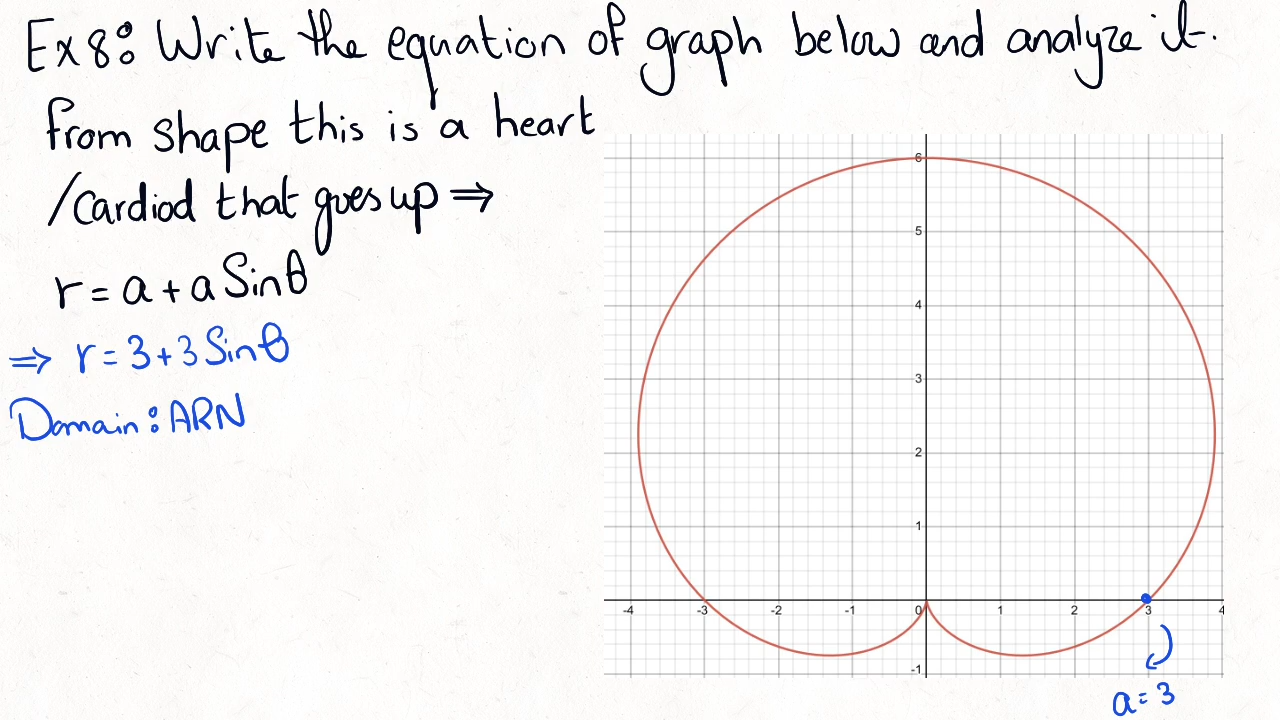 Ex 8: Write the equation of graph below and analyze it.
from shape this is a heart
/Cardiod that goes up ⇒
r = a + a Sinθ
⇒ r = 3 + 3 Sinθ
Domain: ARN
6
5
4
3
2
1
-4 -3 -2 -1 0 1 2 3 4
-1
a = 3